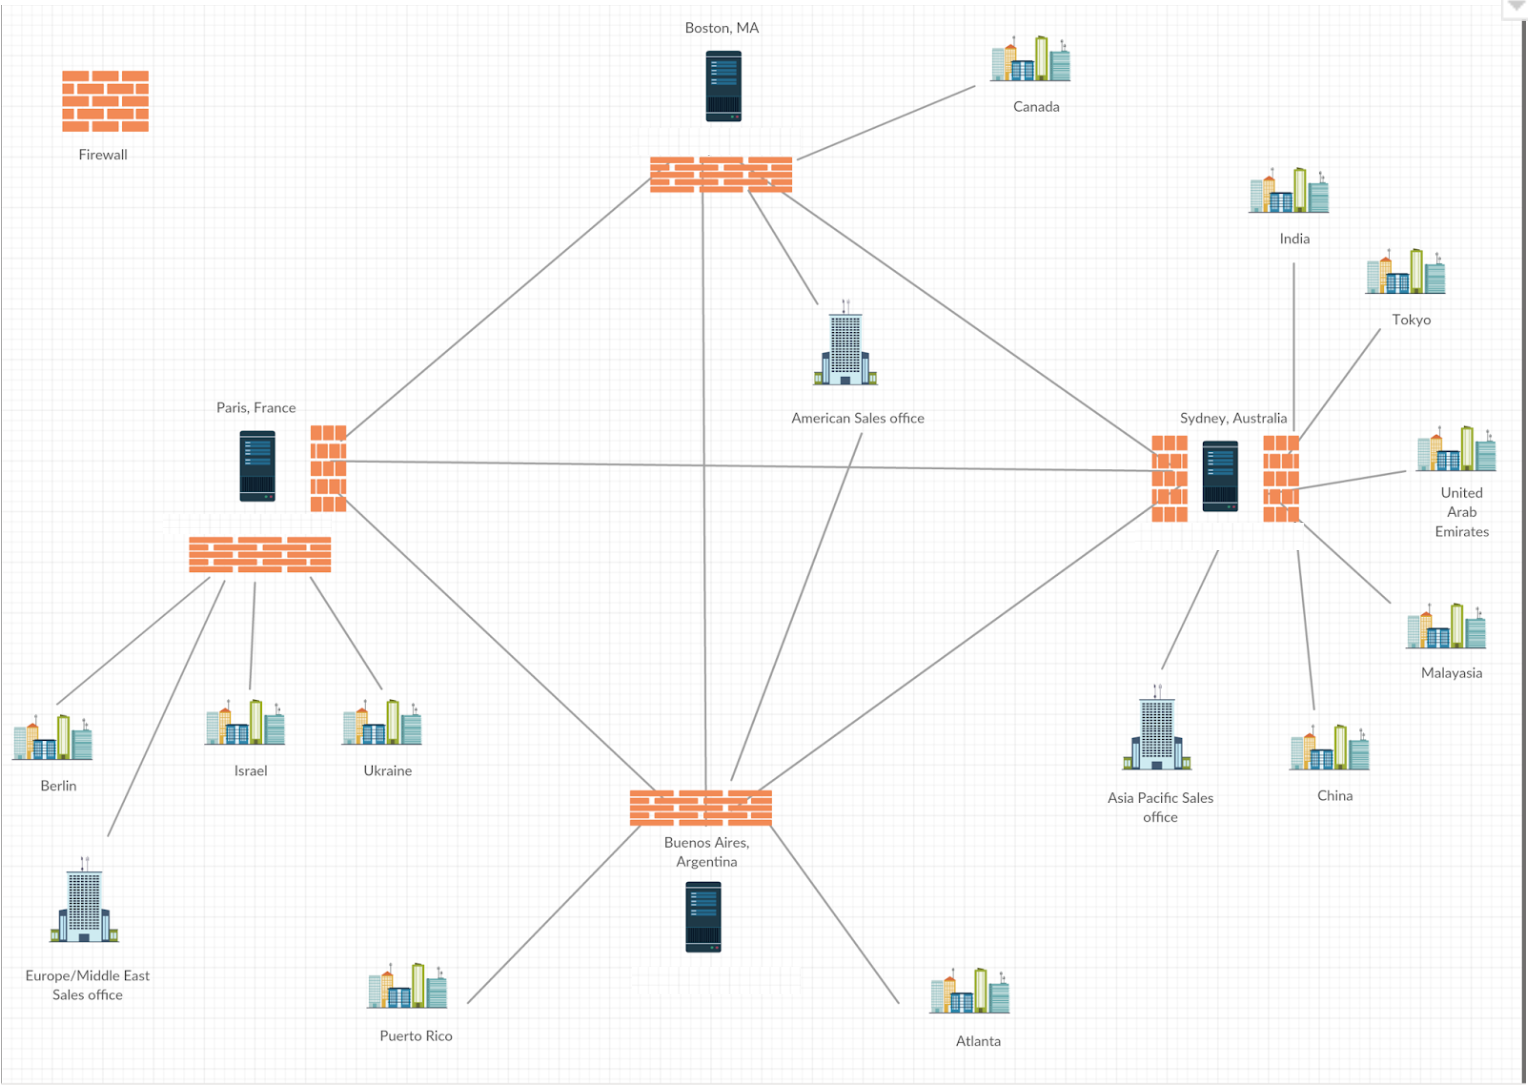 Boston, MA
Canada
Firewall
India
Tokyo
Paris, France
American Sales office
Sydney, Australia
United
Arab
Emirates
Malayasia
Berlin
Israel
Ukraine
Asia Pacific Sales
office
China
Buenos Aires,
Argentina
Europe/Middle East
Sales office
Puerto Rico
Atlanta